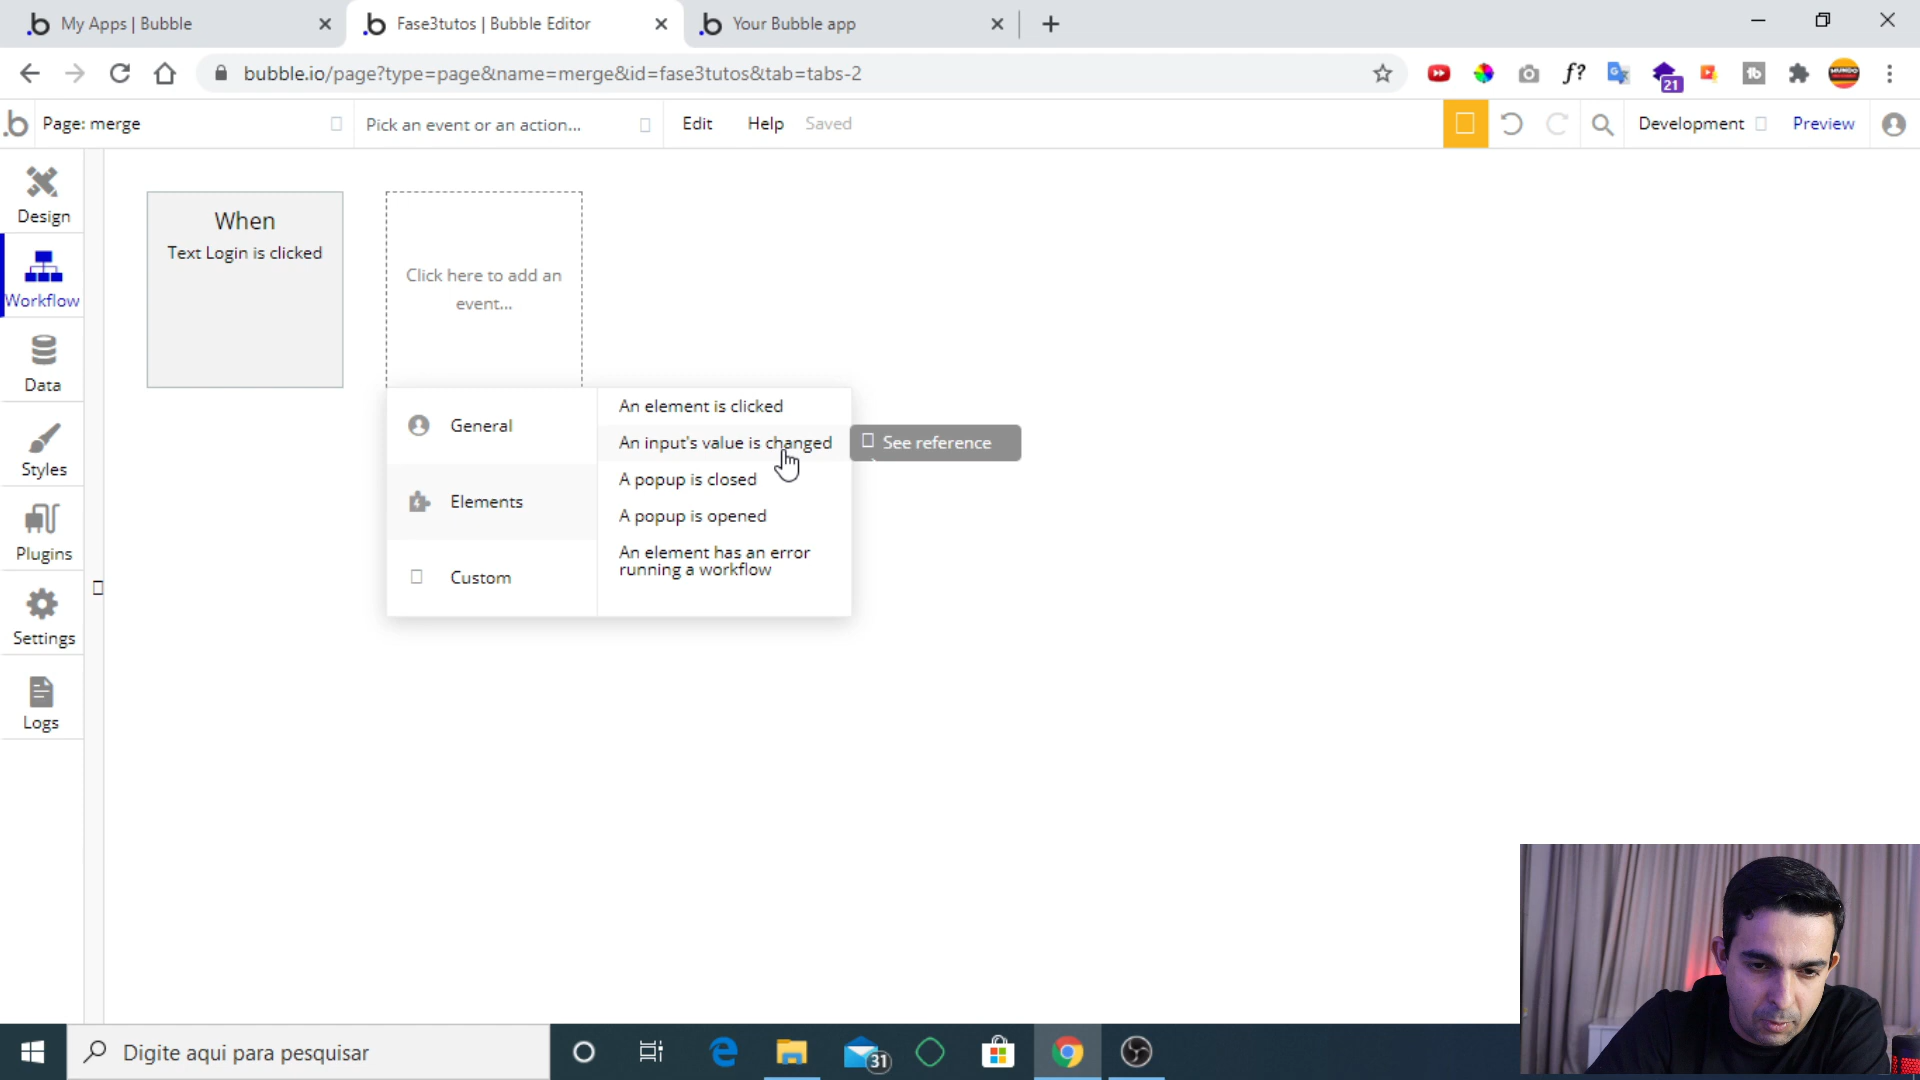 My Apps | Bubble
Fase3tutos | Bubble Editor
Your Bubble app
bubble.io/page?type=page&name=merge&id=fase3tutos&tab=tabs-2
21
Page: merge
Pick an event or an action...
Edit
Help
Saved
Development
Preview
Design
Workflow
Data
Styles
Plugins
Settings
Logs
When
Text Login is clicked
Click here to add an
event...
General
Elements
Custom
An element is clicked
An input's value is changed
A popup is closed
A popup is opened
An element has an error
running a workflow
See reference
Digite aqui para pesquisar
31